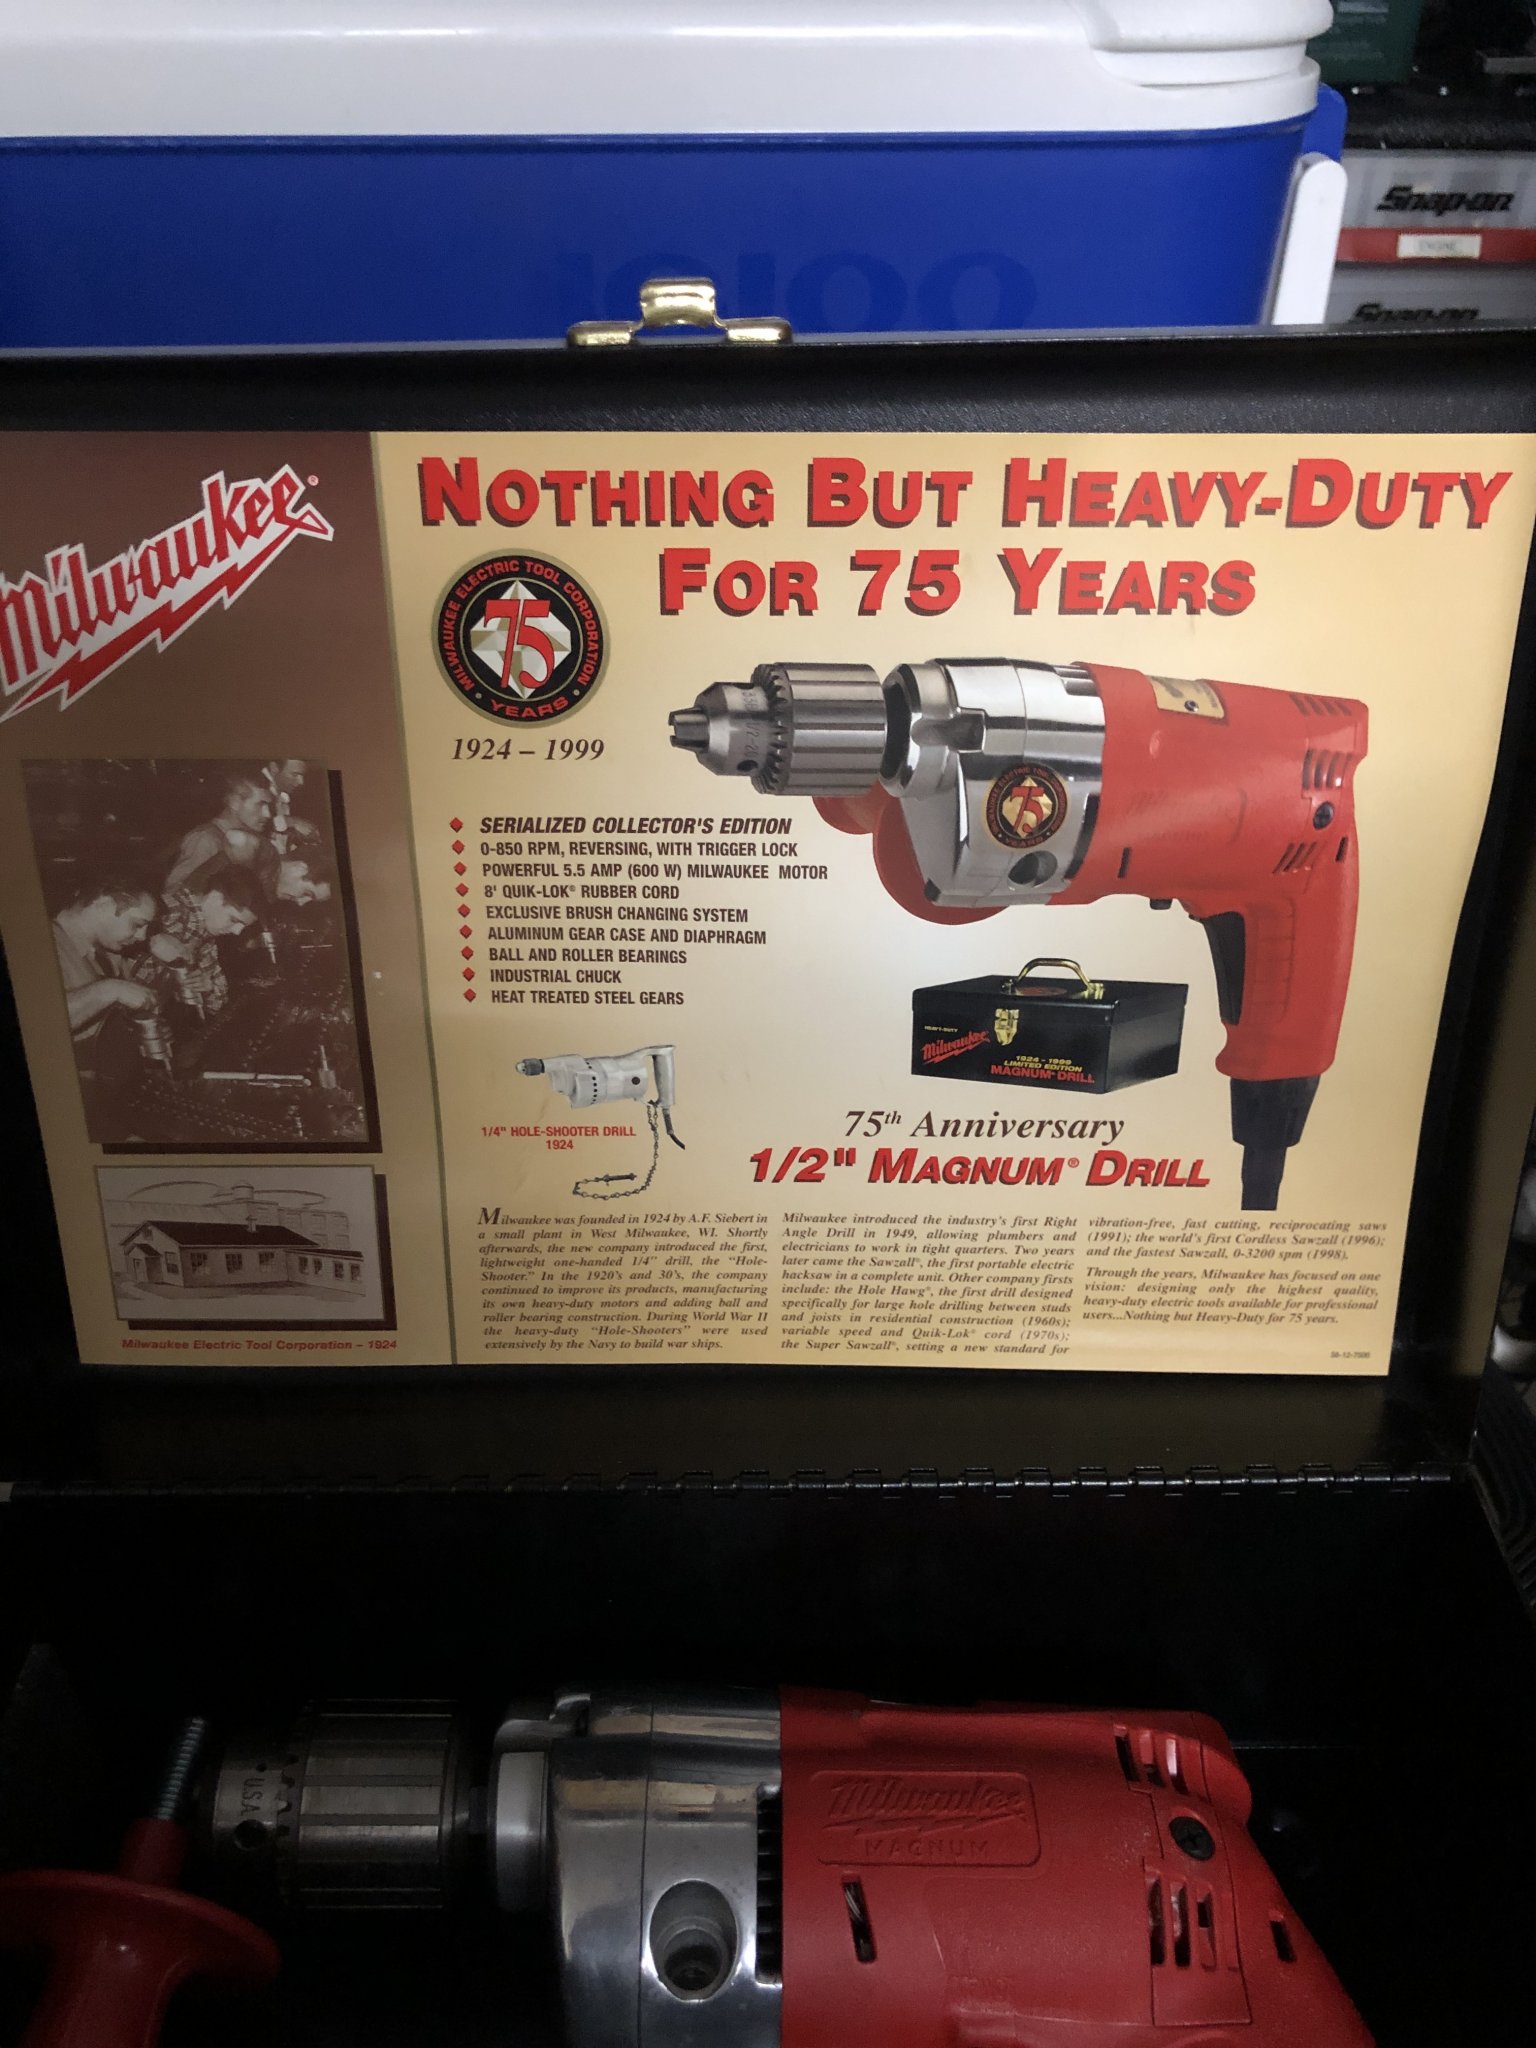 Snap-on
ENGINE
Snap-on
IGLOO
Milwaukee®
NOTHING BUT HEAVY-DUTY
FOR 75 YEARS
MILWAUKEE ELECTRIC TOOL CORPORATION
75
• YEARS •
1924 – 1999
SERIALIZED COLLECTOR'S EDITION
0-850 RPM, REVERSING, WITH TRIGGER LOCK
POWERFUL 5.5 AMP (600 W) MILWAUKEE MOTOR
8' QUIK-LOK® RUBBER CORD
EXCLUSIVE BRUSH CHANGING SYSTEM
ALUMINUM GEAR CASE AND DIAPHRAGM
BALL AND ROLLER BEARINGS
INDUSTRIAL CHUCK
HEAT TREATED STEEL GEARS
75
HEAVY-DUTY
Milwaukee
1924 - 1999
LIMITED EDITION
MAGNUM® DRILL
1/4" HOLE-SHOOTER DRILL
1924
75th Anniversary
1/2" MAGNUM® DRILL
Milwaukee Electric Tool Corporation – 1924
Milwaukee was founded in 1924 by A.F. Siebert in
a small plant in West Milwaukee, WI. Shortly
afterwards, the new company introduced the first,
lightweight one-handed 1/4" drill, the “Hole-
Shooter.” In the 1920's and 30's, the company
continued to improve its products, manufacturing
its own heavy-duty motors and adding ball and
roller bearing construction. During World War II
the heavy-duty “Hole-Shooters” were used
extensively by the Navy to build war ships.
Milwaukee introduced the industry's first Right
Angle Drill in 1949, allowing plumbers and
electricians to work in tight quarters. Two years
later came the Sawzall®, the first portable electric
hacksaw in a complete unit. Other company firsts
include: the Hole Hawg®, the first drill designed
specifically for large hole drilling between studs
and joists in residential construction (1960s);
variable speed and Quik-Lok® cord (1970s);
the Super Sawzall®, setting a new standard for
vibration-free, fast cutting, reciprocating saws
(1991); the world's first Cordless Sawzall (1996);
and the fastest Sawzall, 0-3200 spm (1998).
Through the years, Milwaukee has focused on one
vision: designing only the highest quality,
heavy-duty electric tools available for professional
users...Nothing but Heavy-Duty for 75 years.
58-12-7500
U.S.A
Milwaukee
MAGNUM